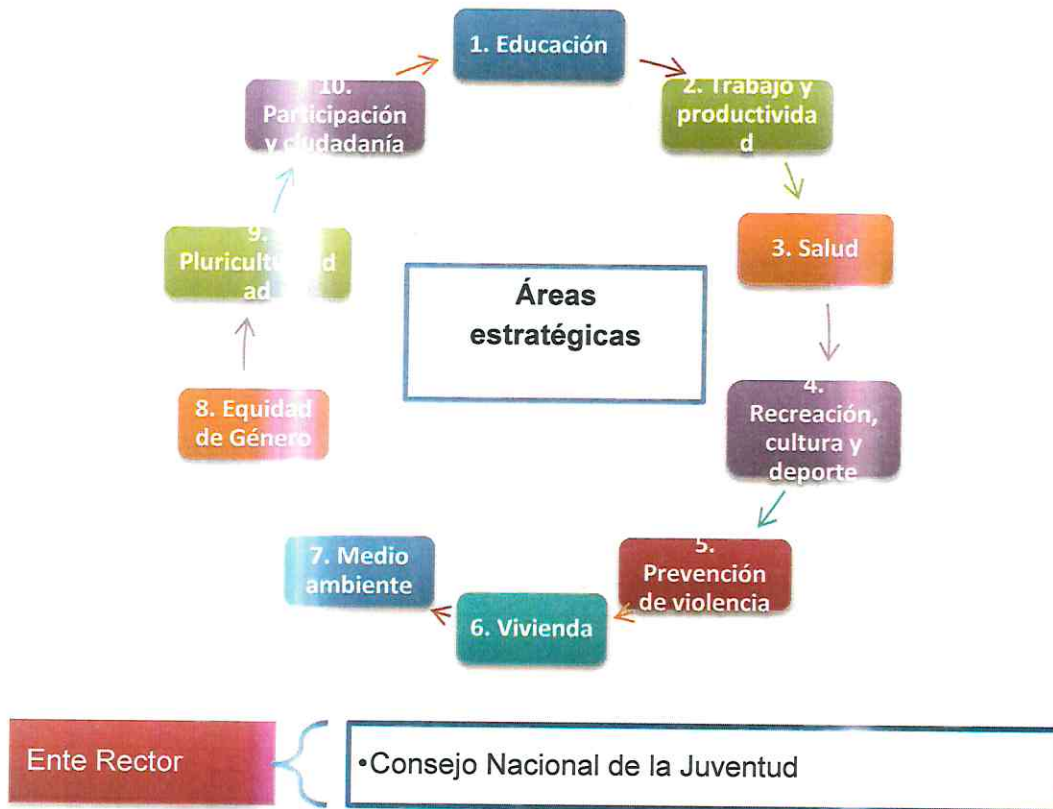 1. Educación
2. Trabajo y
productivida
d
3. Salud
4.
Recreación,
cultura y
deporte
5.
Prevención
de violencia
6. Vivienda
7. Medio
ambiente
8. Equidad
de Género
9.
ad
10.
Participación
y ciudadanía
Áreas
estratégicas
Ente Rector
•Consejo Nacional de la Juventud